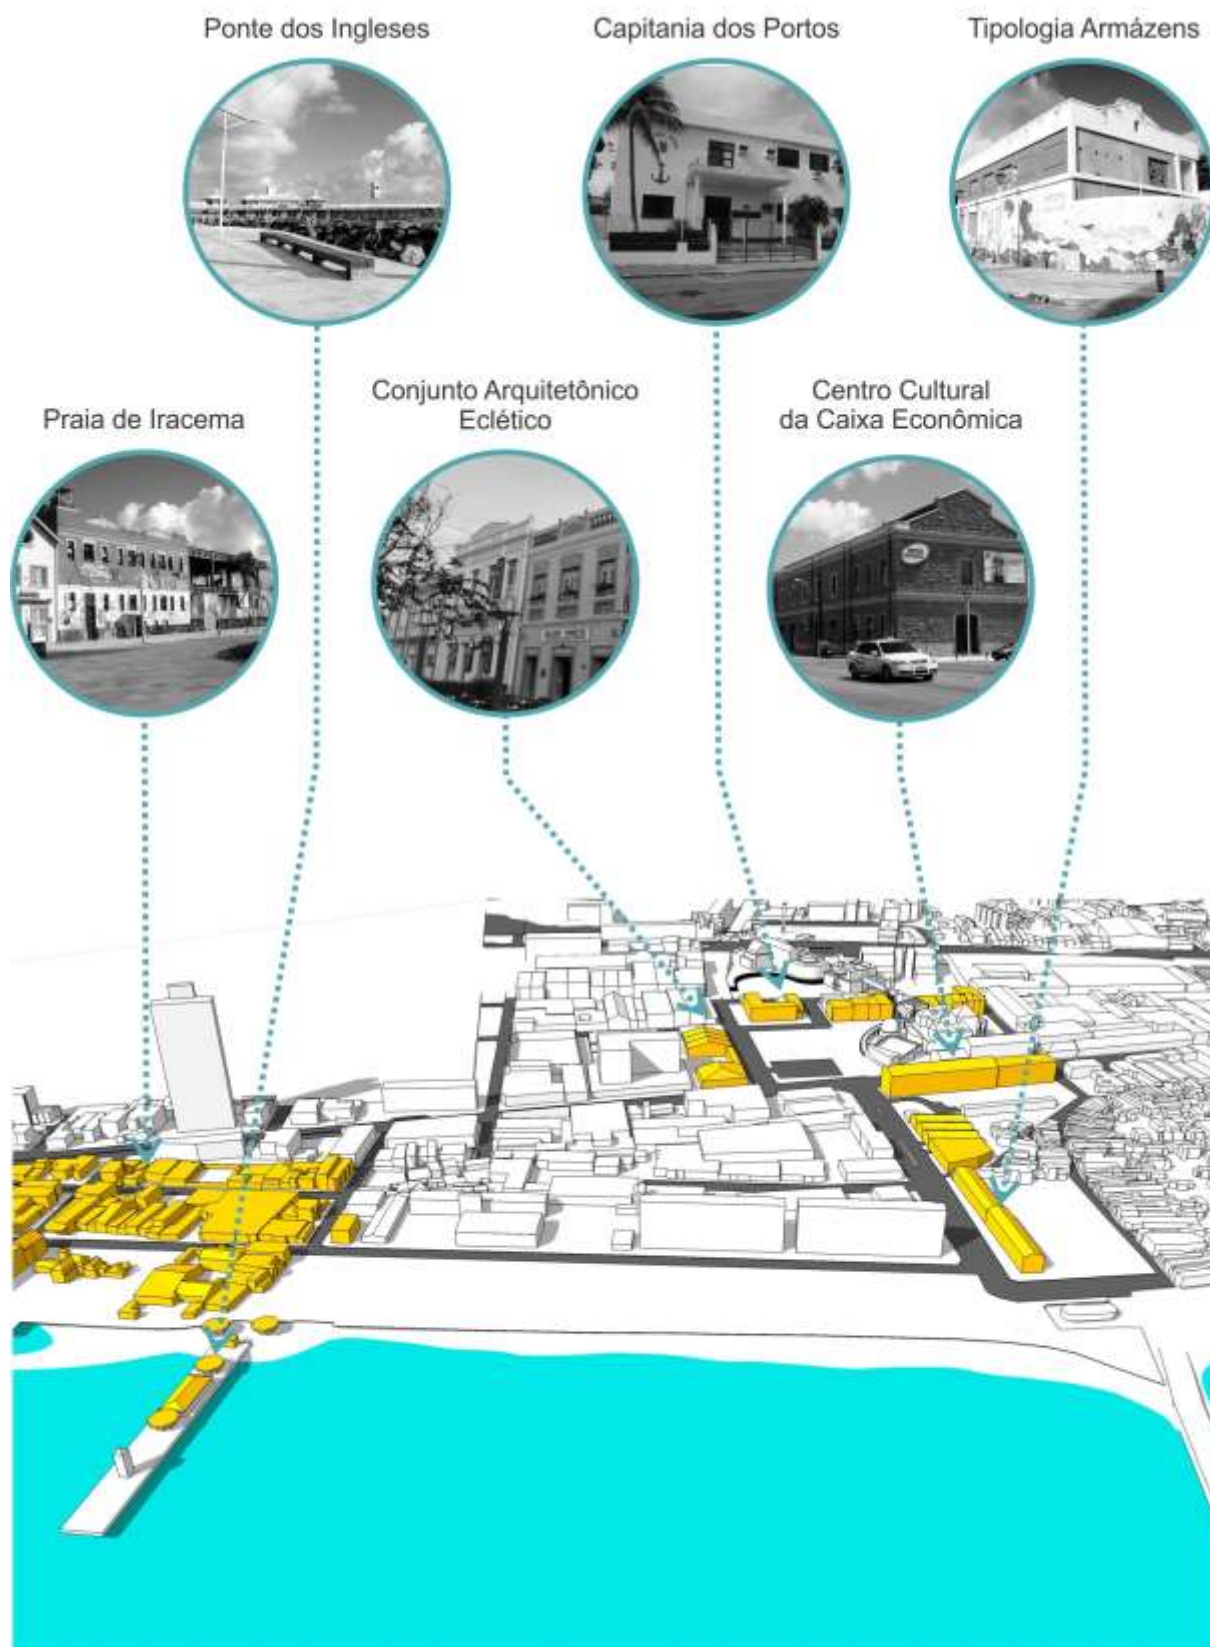 Ponte dos Ingleses
Capitania dos Portos
Tipologia Armázens
Praia de Iracema
Conjunto Arquitetônico
Eclético
Centro Cultural
da Caixa Econômica